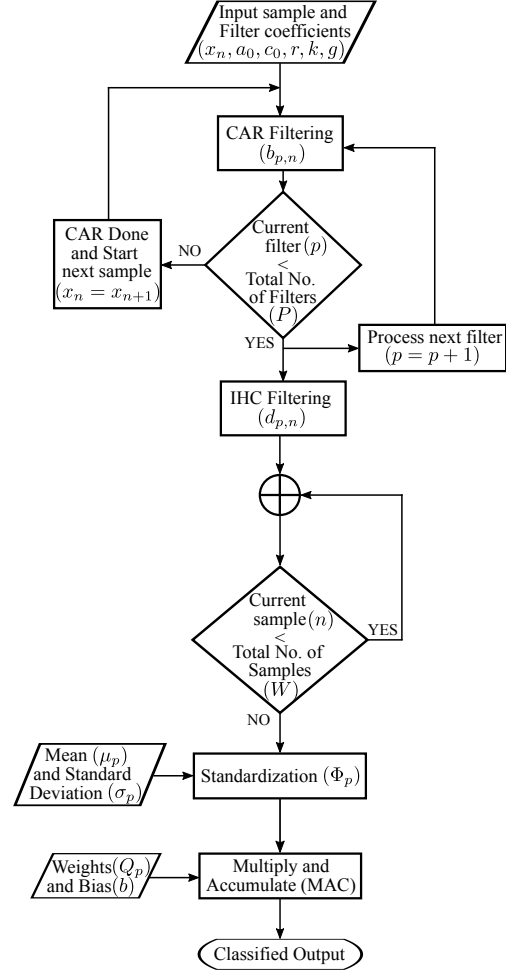 Input sample and
Filter coefficients
(x_n, a_0, c_0, r, k, g)
CAR Filtering
(b_{p,n})
CAR Done
and Start
next sample
(x_n = x_{n+1})
NO
Current
filter(p)
<
Total No.
of Filters
(P)
YES
Process next filter
(p = p + 1)
IHC Filtering
(d_{p,n})
Current
sample(n)
<
Total No. of
Samples
(W)
YES
NO
Mean (μ_p)
and Standard
Deviation (σ_p)
Standardization (Φ_p)
Weights(Q_p)
and Bias(b)
Multiply and
Accumulate (MAC)
Classified Output